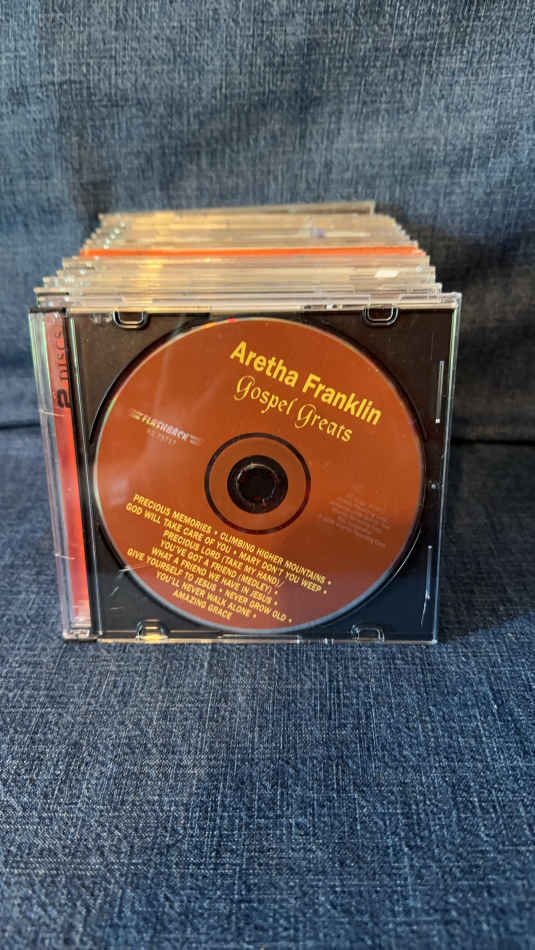 2 DISCS
Aretha Franklin
Gospel Greats
FLASHBACK
PRECIOUS MEMORIES • CLIMBING HIGHER MOUNTAINS •
GOD WILL TAKE CARE OF YOU • MARY DON'T YOU WEEP •
PRECIOUS LORD (TAKE MY HAND)/
YOU'VE GOT A FRIEND (MEDLEY) •
WHAT A FRIEND WE HAVE IN JESUS •
GIVE YOURSELF TO JESUS • NEVER GROW OLD •
YOU'LL NEVER WALK ALONE •
AMAZING GRACE